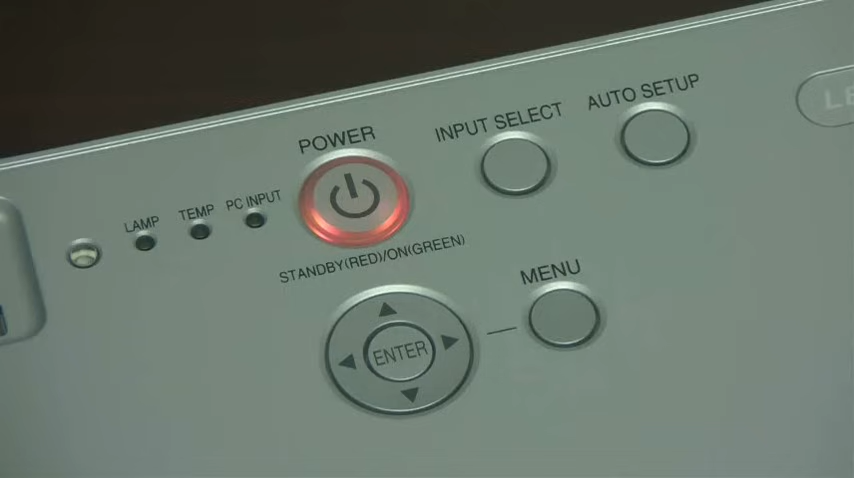 POWER
INPUT SELECT
AUTO SETUP
LAMP
TEMP
PC INPUT
STANDBY(RED)/ON(GREEN)
MENU
ENTER